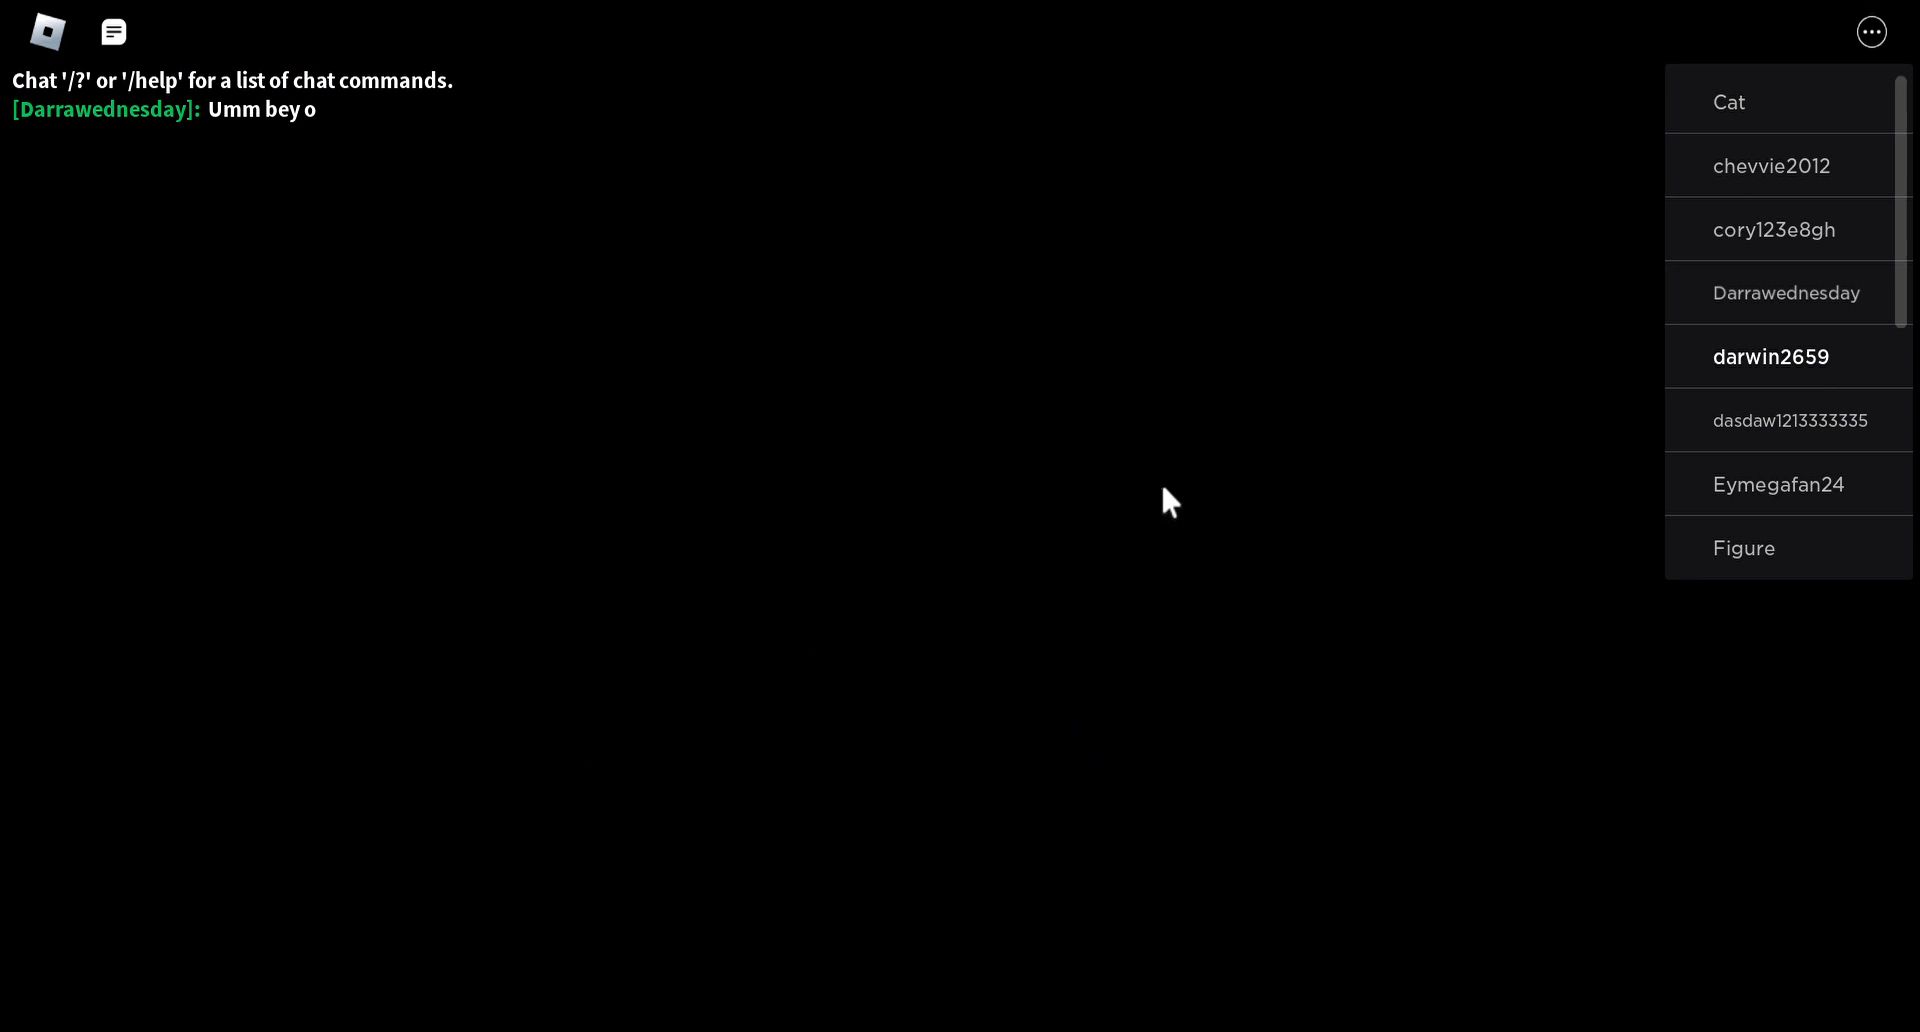 Chat '/?' or '/help' for a list of chat commands.
[Darrawednesday]: Umm bey o
Cat
chevvie2012
cory123e8gh
Darrawednesday
darwin2659
dasdaw1213333335
Eymegafan24
Figure